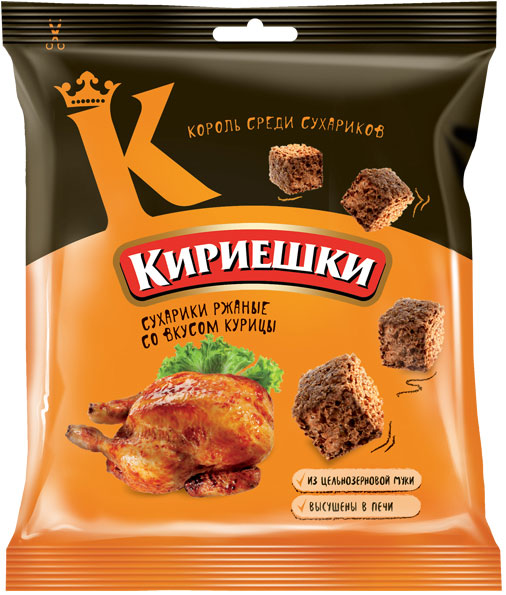 К
КОРОЛЬ СРЕДИ СУХАРИКОВ
КИРИЕШКИ
СУХАРИКИ РЖАНЫЕ
СО ВКУСОМ КУРИЦЫ
ИЗ ЦЕЛЬНОЗЕРНОВОЙ МУКИ
ВЫСУШЕНЫ В ПЕЧИ